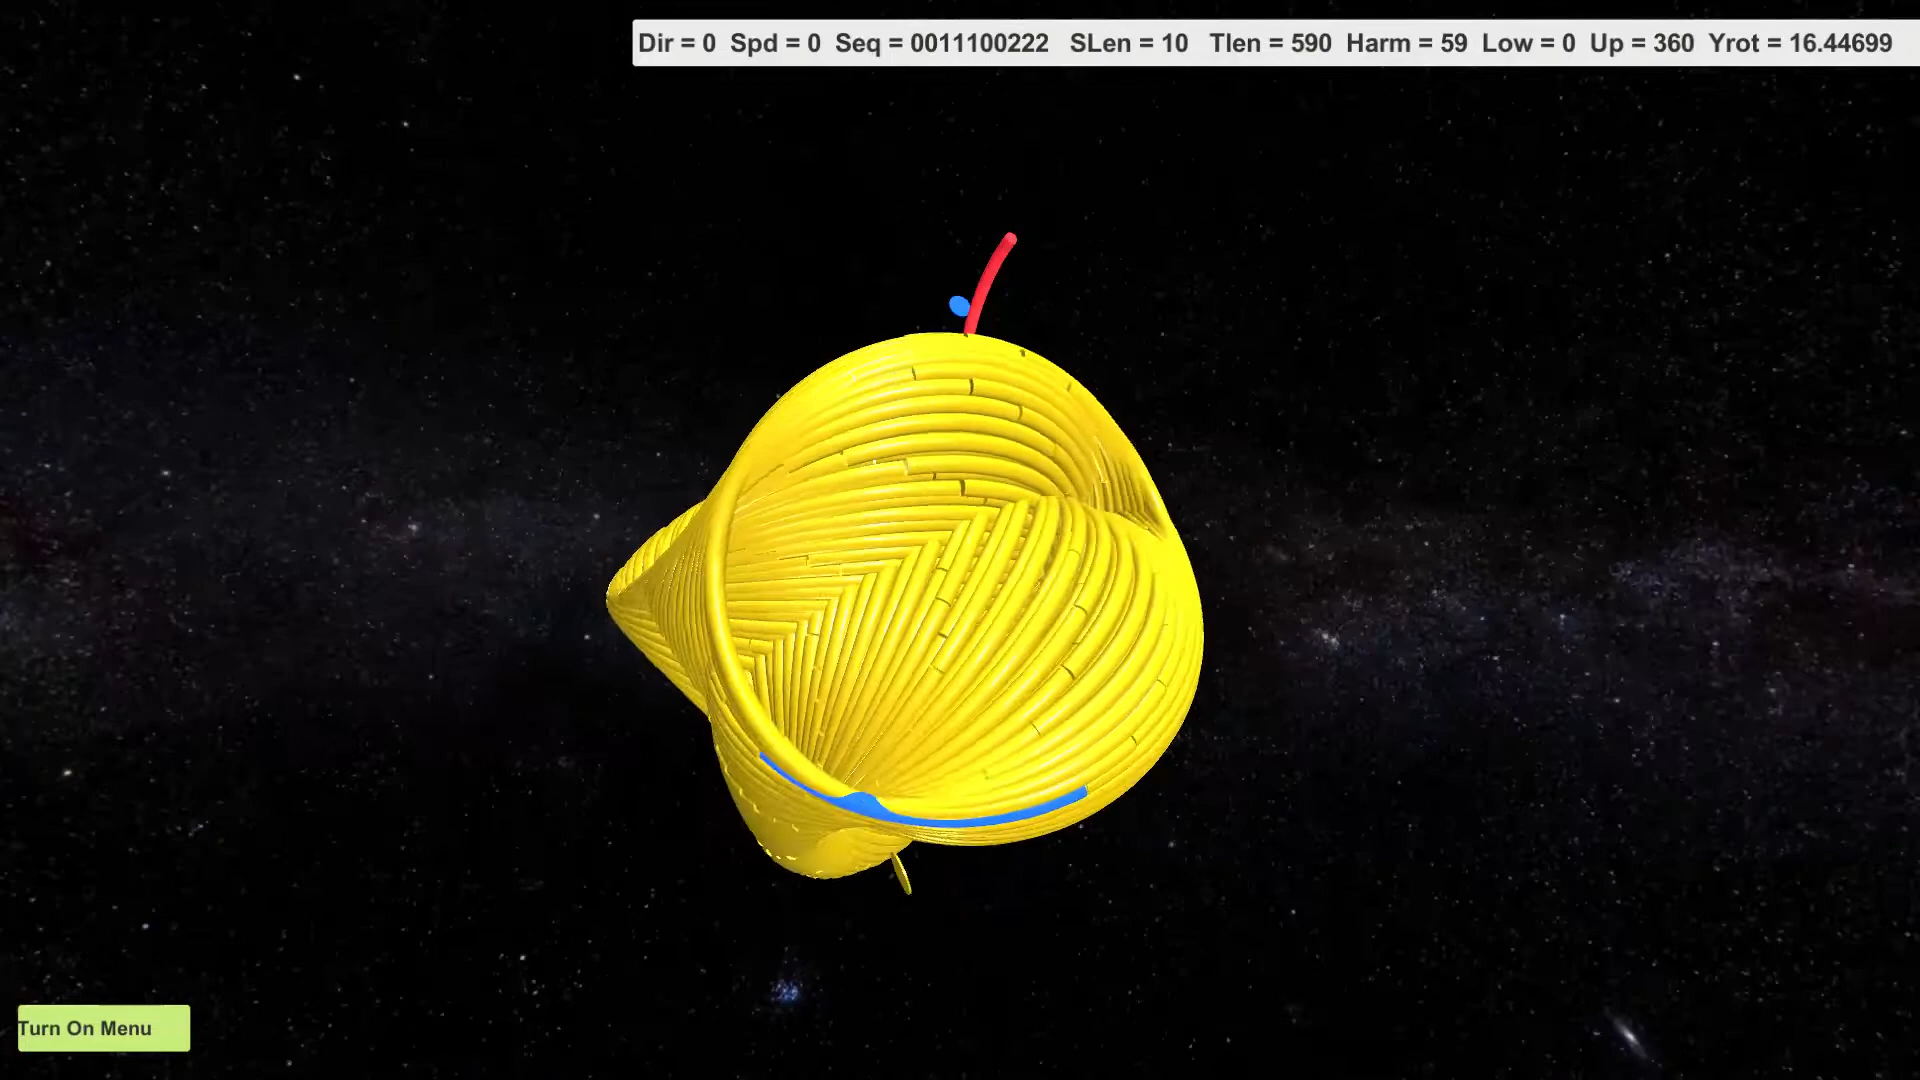 Dir = 0 Spd = 0 Seq = 0011100222 SLen = 10 Tlen = 590 Harm = 59 Low = 0 Up = 360 Yrot = 16.44699
Turn On Menu